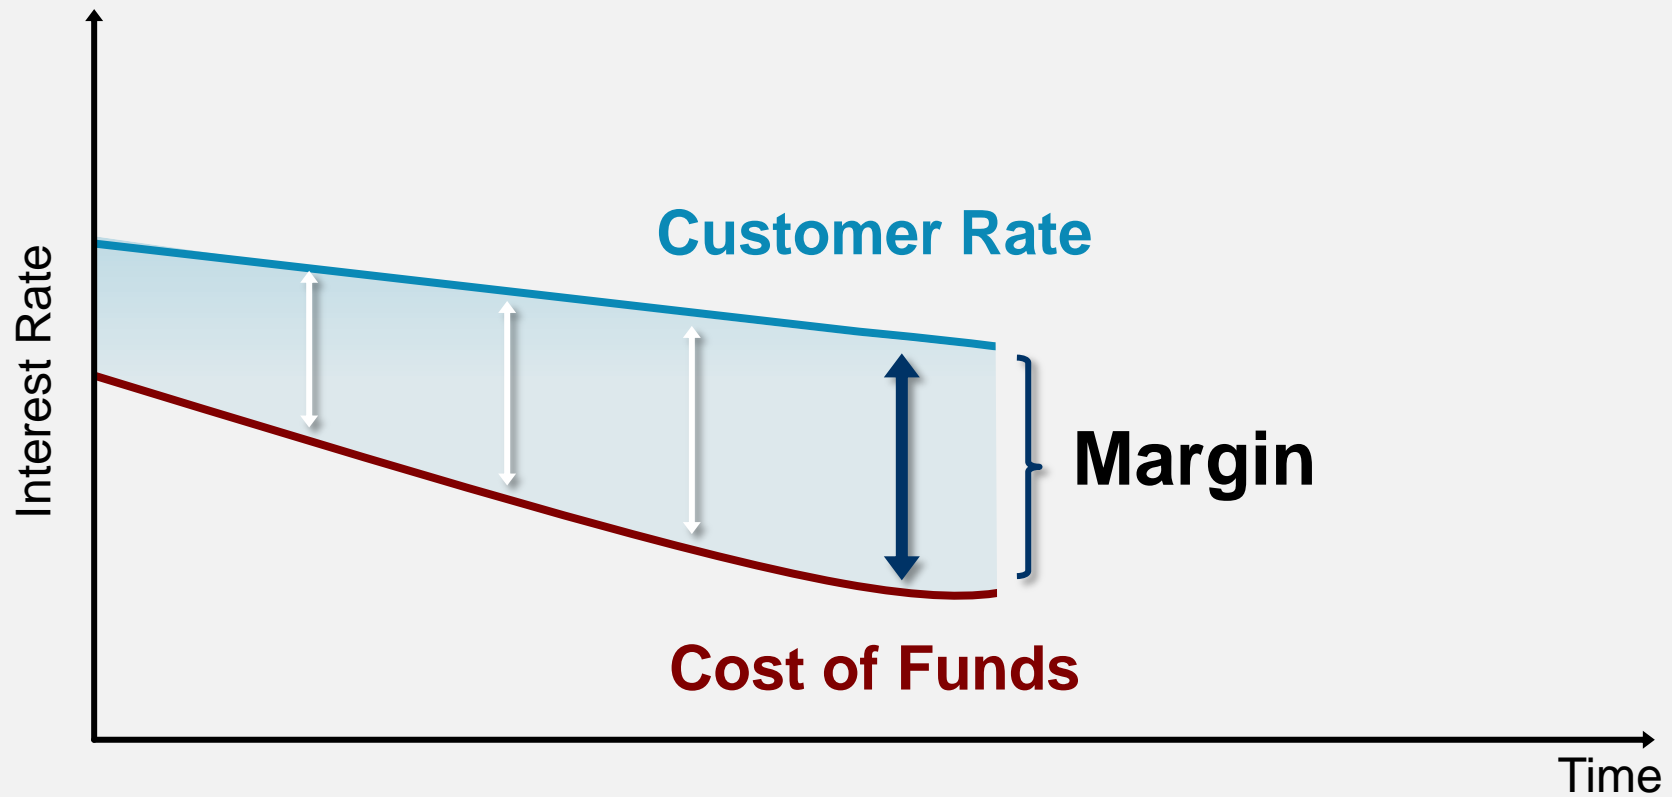 Interest Rate
Customer Rate
Margin
Cost of Funds
Time